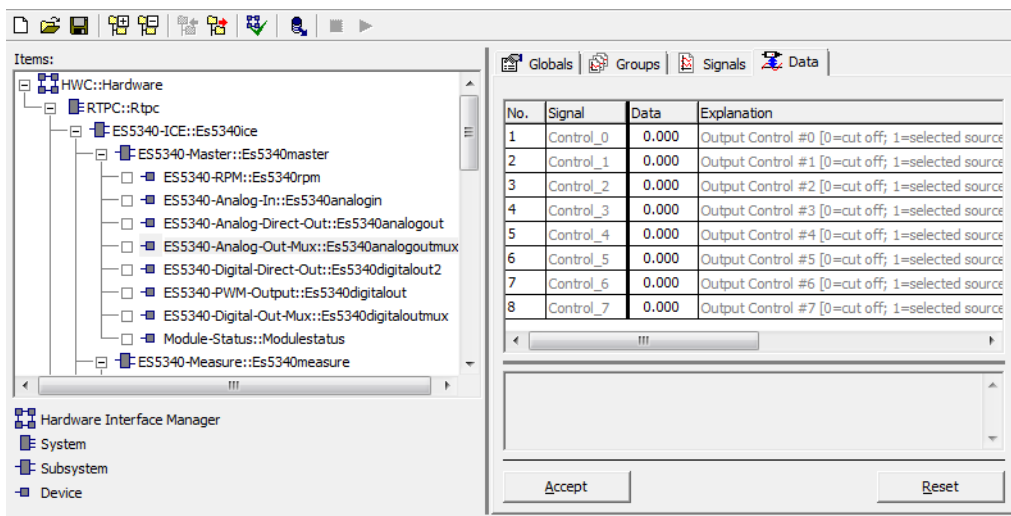 Items:
HWC::Hardware
RTPC::Rtpc
ES5340-ICE::Es5340ice
ES5340-Master::Es5340master
ES5340-RPM::Es5340rpm
ES5340-Analog-In::Es5340analogin
ES5340-Analog-Direct-Out::Es5340analogout
ES5340-Analog-Out-Mux::Es5340analogoutmux
ES5340-Digital-Direct-Out::Es5340digitalout2
ES5340-PWM-Output::Es5340digitalout
ES5340-Digital-Out-Mux::Es5340digitaloutmux
Module-Status::Modulestatus
ES5340-Measure::Es5340measure
Hardware Interface Manager
System
Subsystem
Device
Globals Groups Signals Data
No. Signal Data Explanation
1 Control_0 0.000 Output Control #0 [0=cut off; 1=selected source
2 Control_1 0.000 Output Control #1 [0=cut off; 1=selected source
3 Control_2 0.000 Output Control #2 [0=cut off; 1=selected source
4 Control_3 0.000 Output Control #3 [0=cut off; 1=selected source
5 Control_4 0.000 Output Control #4 [0=cut off; 1=selected source
6 Control_5 0.000 Output Control #5 [0=cut off; 1=selected source
7 Control_6 0.000 Output Control #6 [0=cut off; 1=selected source
8 Control_7 0.000 Output Control #7 [0=cut off; 1=selected source
Accept Reset